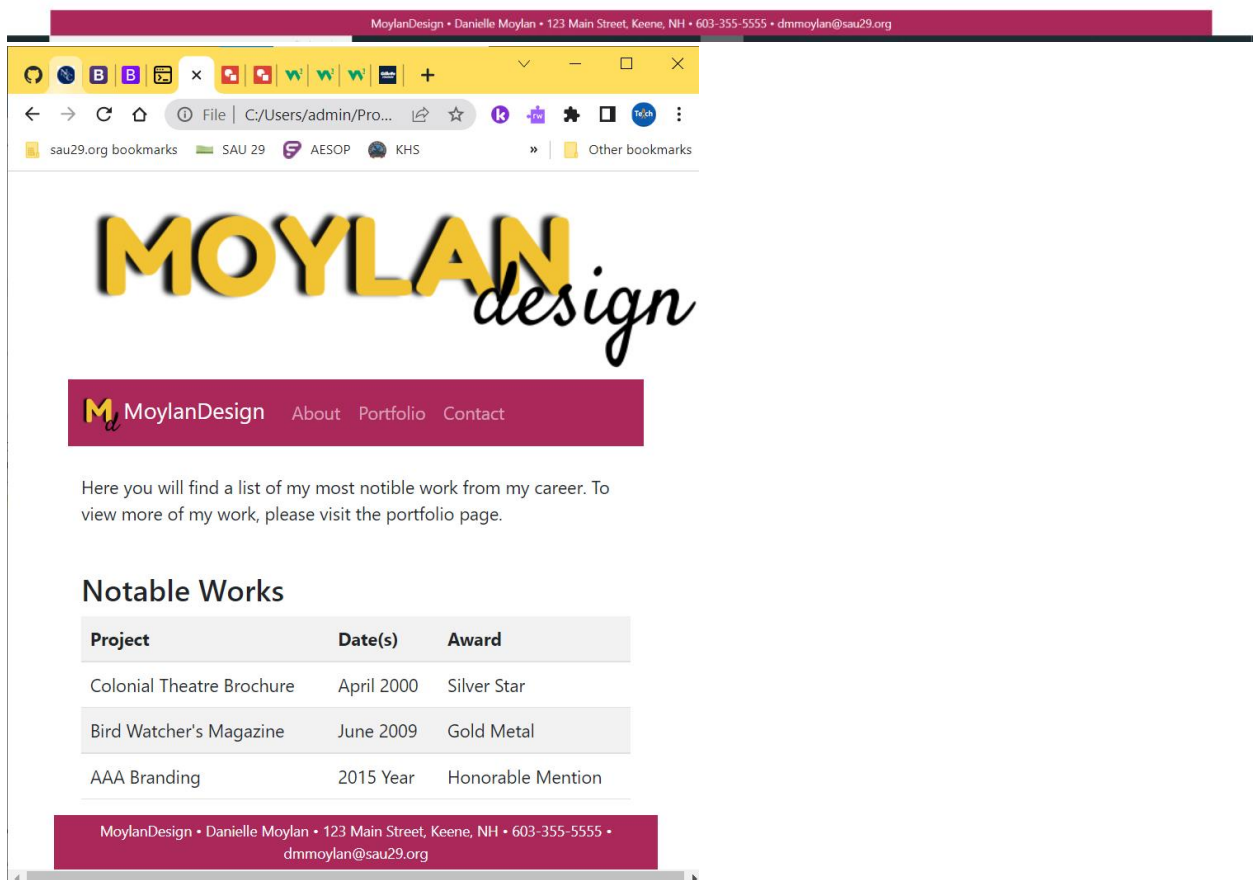 MoylanDesign • Danielle Moylan • 123 Main Street, Keene, NH • 603-355-5555 • dmmoylan@sau29.org
File | C:/Users/admin/Pro...
sau29.org bookmarks SAU 29 AESOP KHS » Other bookmarks
MOYLAN
design
Md MoylanDesign About Portfolio Contact
Here you will find a list of my most notible work from my career. To
view more of my work, please visit the portfolio page.
Notable Works
Project Date(s) Award
Colonial Theatre Brochure April 2000 Silver Star
Bird Watcher's Magazine June 2009 Gold Metal
AAA Branding 2015 Year Honorable Mention
MoylanDesign • Danielle Moylan • 123 Main Street, Keene, NH • 603-355-5555 •
dmmoylan@sau29.org